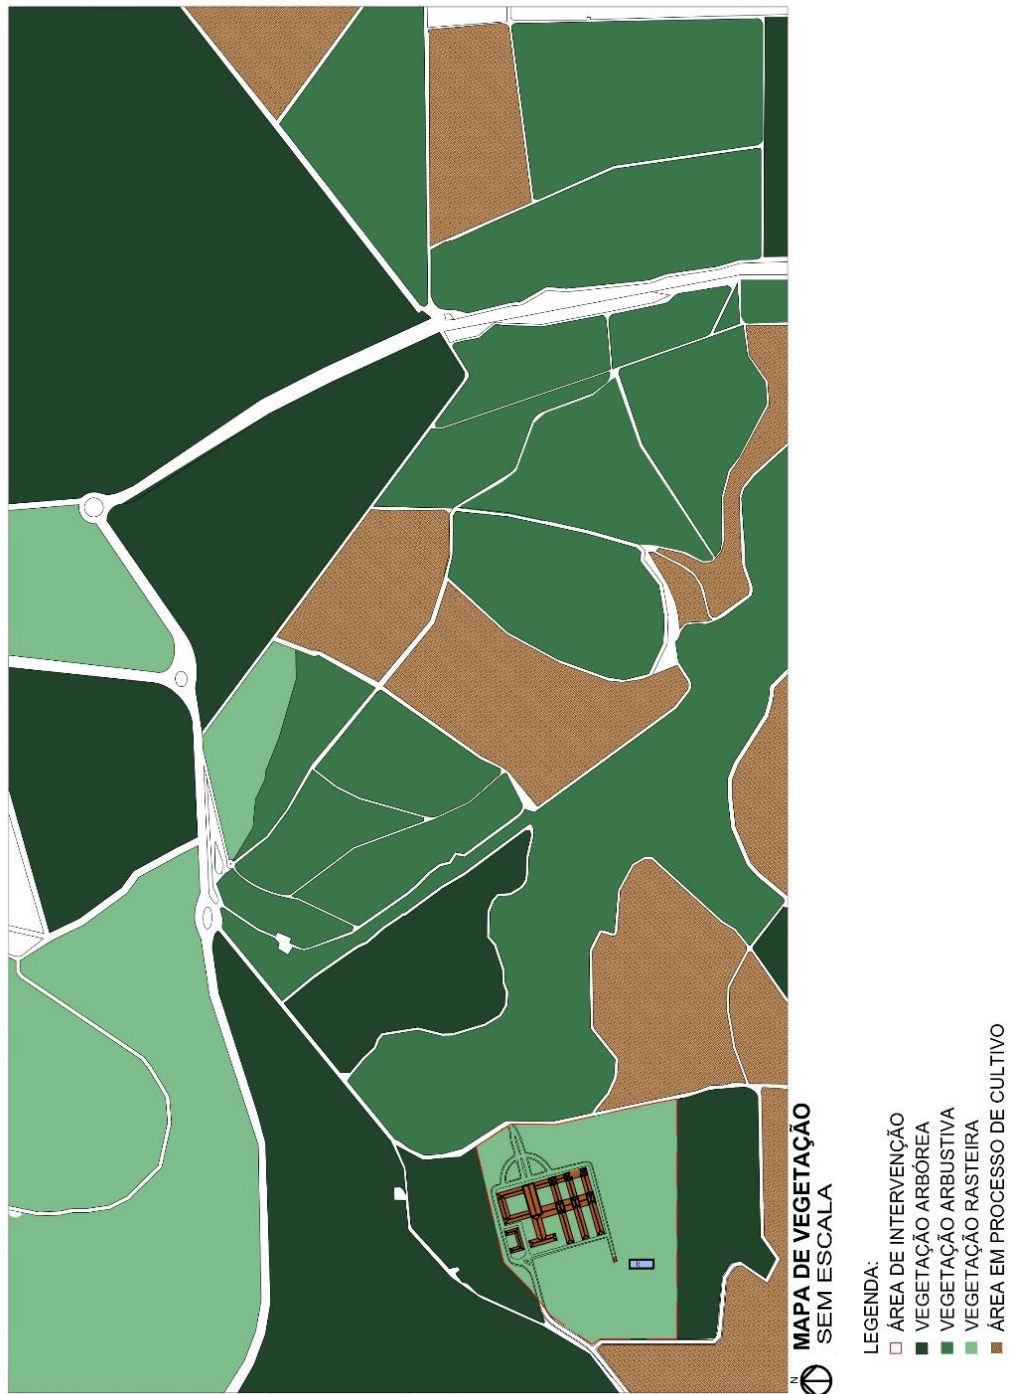 N
MAPA DE VEGETAÇÃO
SEM ESCALA
LEGENDA:
ÁREA DE INTERVENÇÃO
VEGETAÇÃO ARBÓREA
VEGETAÇÃO ARBUSTIVA
VEGETAÇÃO RASTEIRA
ÁREA EM PROCESSO DE CULTIVO